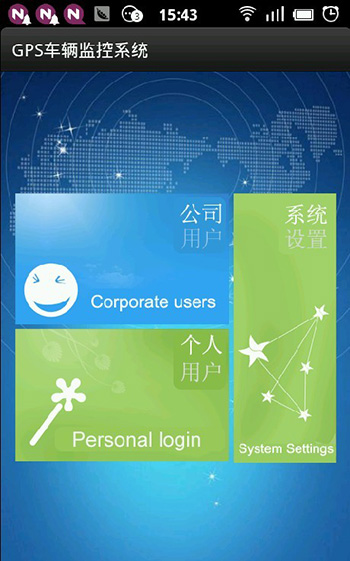 N N N 3 15:43
GPS车辆监控系统
公司
用户
Corporate users
系统
设置
System Settings
个人
用户
Personal login